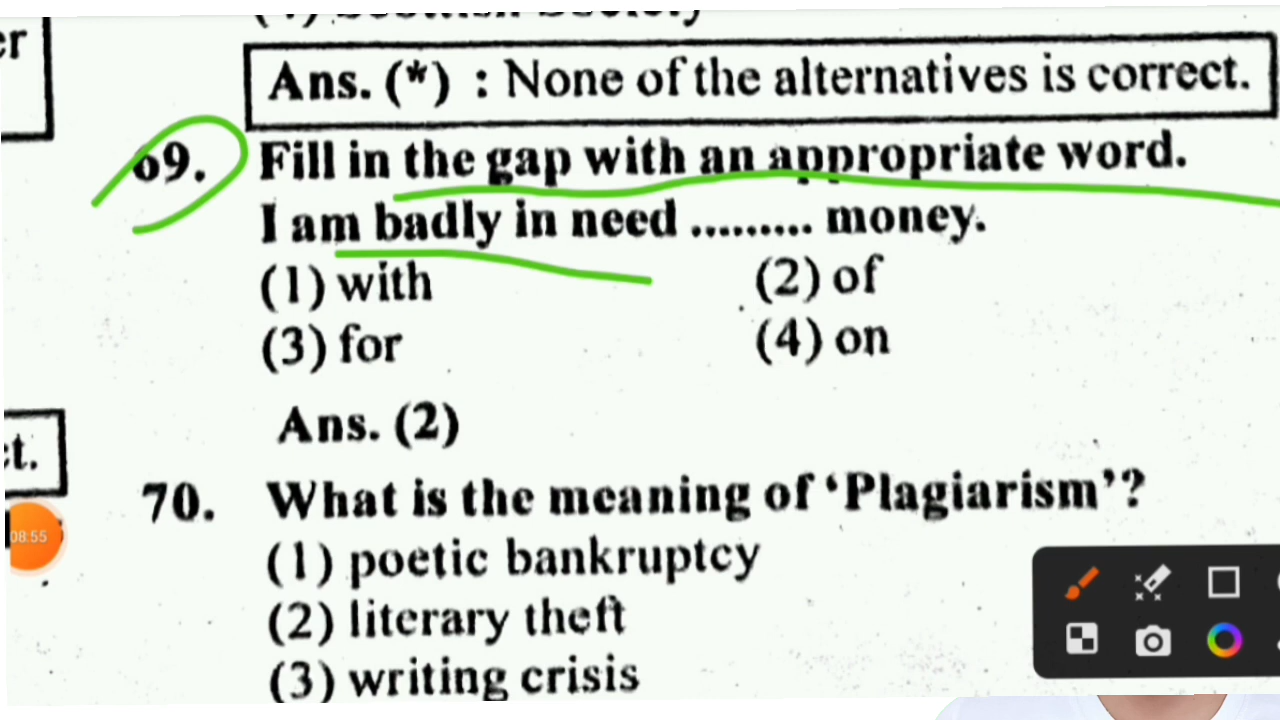 er
Ans. (*) : None of the alternatives is correct.
69. Fill in the gap with an appropriate word.
I am badly in need ......... money.
(1) with (2) of
(3) for (4) on
Ans. (2)
ct.
70. What is the meaning of ‘Plagiarism’?
08:55
(1) poetic bankruptcy
(2) literary theft
(3) writing crisis